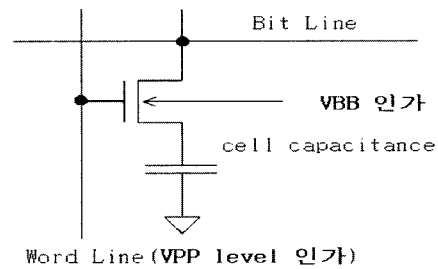 Bit Line
VBB 인가
cell capacitance
Word Line(VPP level 인가)